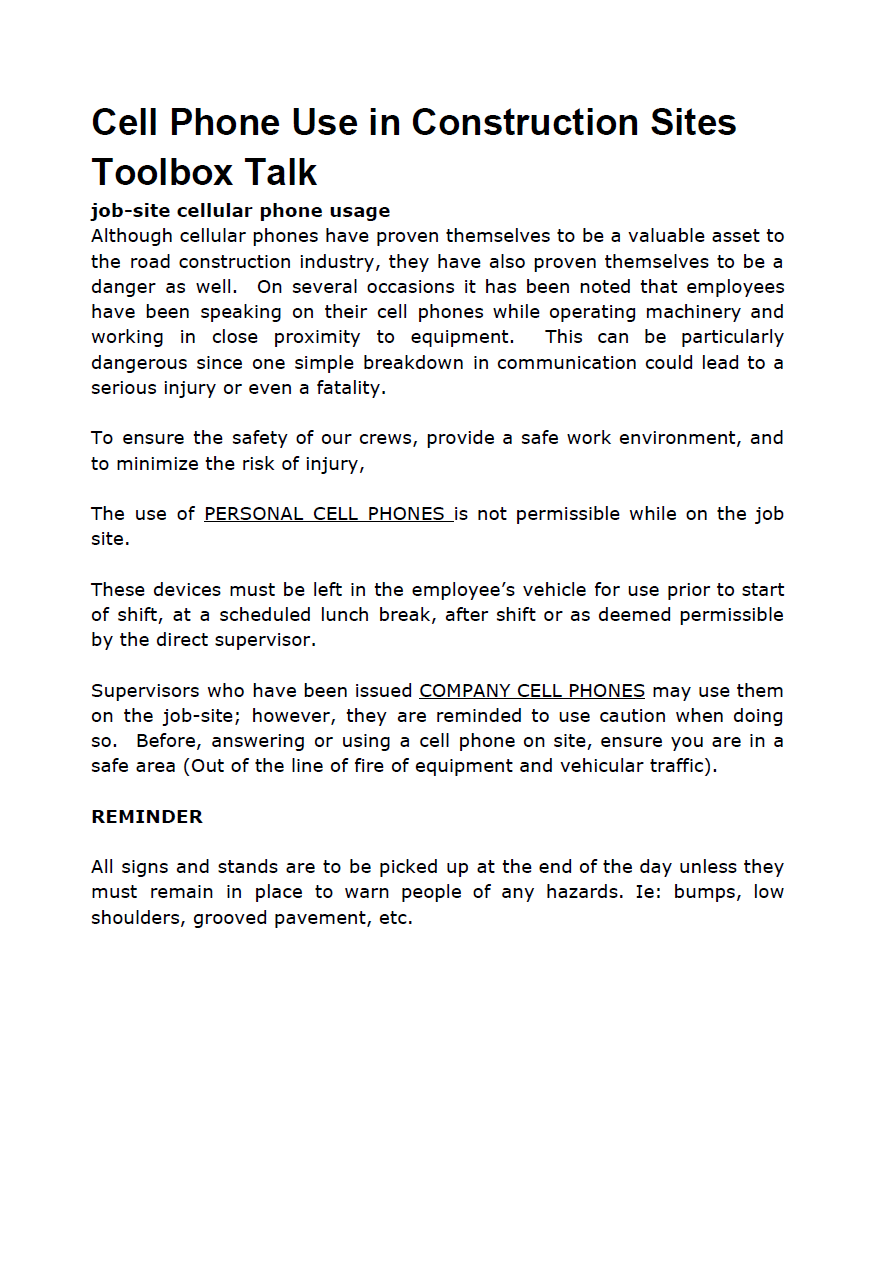 Cell Phone Use in Construction Sites
Toolbox Talk
job-site cellular phone usage
Although cellular phones have proven themselves to be a valuable asset to
the road construction industry, they have also proven themselves to be a
danger as well.  On several occasions it has been noted that employees
have been speaking on their cell phones while operating machinery and
working in close proximity to equipment.  This can be particularly
dangerous since one simple breakdown in communication could lead to a
serious injury or even a fatality.
To ensure the safety of our crews, provide a safe work environment, and
to minimize the risk of injury,
The use of PERSONAL CELL PHONES is not permissible while on the job
site.
These devices must be left in the employee’s vehicle for use prior to start
of shift, at a scheduled lunch break, after shift or as deemed permissible
by the direct supervisor.
Supervisors who have been issued COMPANY CELL PHONES may use them
on the job-site; however, they are reminded to use caution when doing
so.  Before, answering or using a cell phone on site, ensure you are in a
safe area (Out of the line of fire of equipment and vehicular traffic).
REMINDER
All signs and stands are to be picked up at the end of the day unless they
must remain in place to warn people of any hazards. Ie: bumps, low
shoulders, grooved pavement, etc.